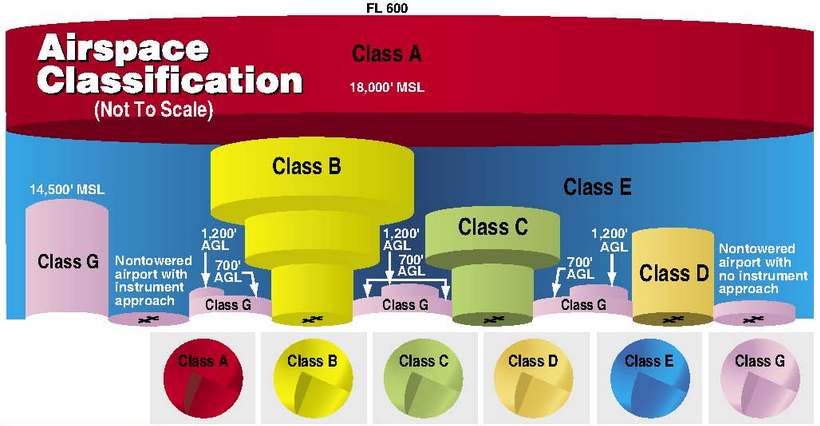 FL 600
Airspace
Classification
(Not To Scale)
Class A
18,000' MSL
Class B
Class E
14,500' MSL
Class G
Nontowered
airport with
instrument
approach
1,200'
AGL
700'
AGL
Class G
1,200'
AGL
700'
AGL
Class G
Class C
1,200'
AGL
700'
AGL
Class G
Class D
Nontowered
airport with
no instrument
approach
Class A
Class B
Class C
Class D
Class E
Class G